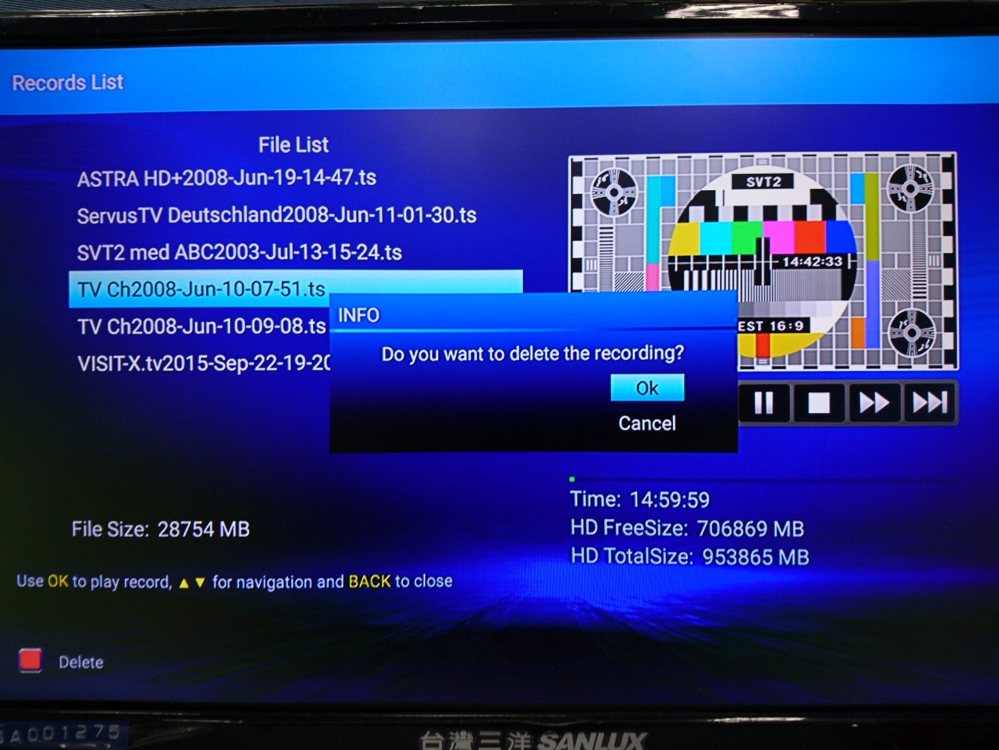 Records List
File List
ASTRA HD+2008-Jun-19-14-47.ts
ServusTV Deutschland2008-Jun-11-01-30.ts
SVT2 med ABC2003-Jul-13-15-24.ts
TV Ch2008-Jun-10-07-51.ts
TV Ch2008-Jun-10-09-08.ts
VISIT-X.tv2015-Sep-22-19-20
SVT2
14:42:33
EST 16:9
INFO
Do you want to delete the recording?
Ok
Cancel
Time: 14:59:59
HD FreeSize: 706869 MB
HD TotalSize: 953865 MB
File Size: 28754 MB
Use OK to play record, ▲ ▼ for navigation and BACK to close
Delete
A001275
台灣三洋 SANLUX